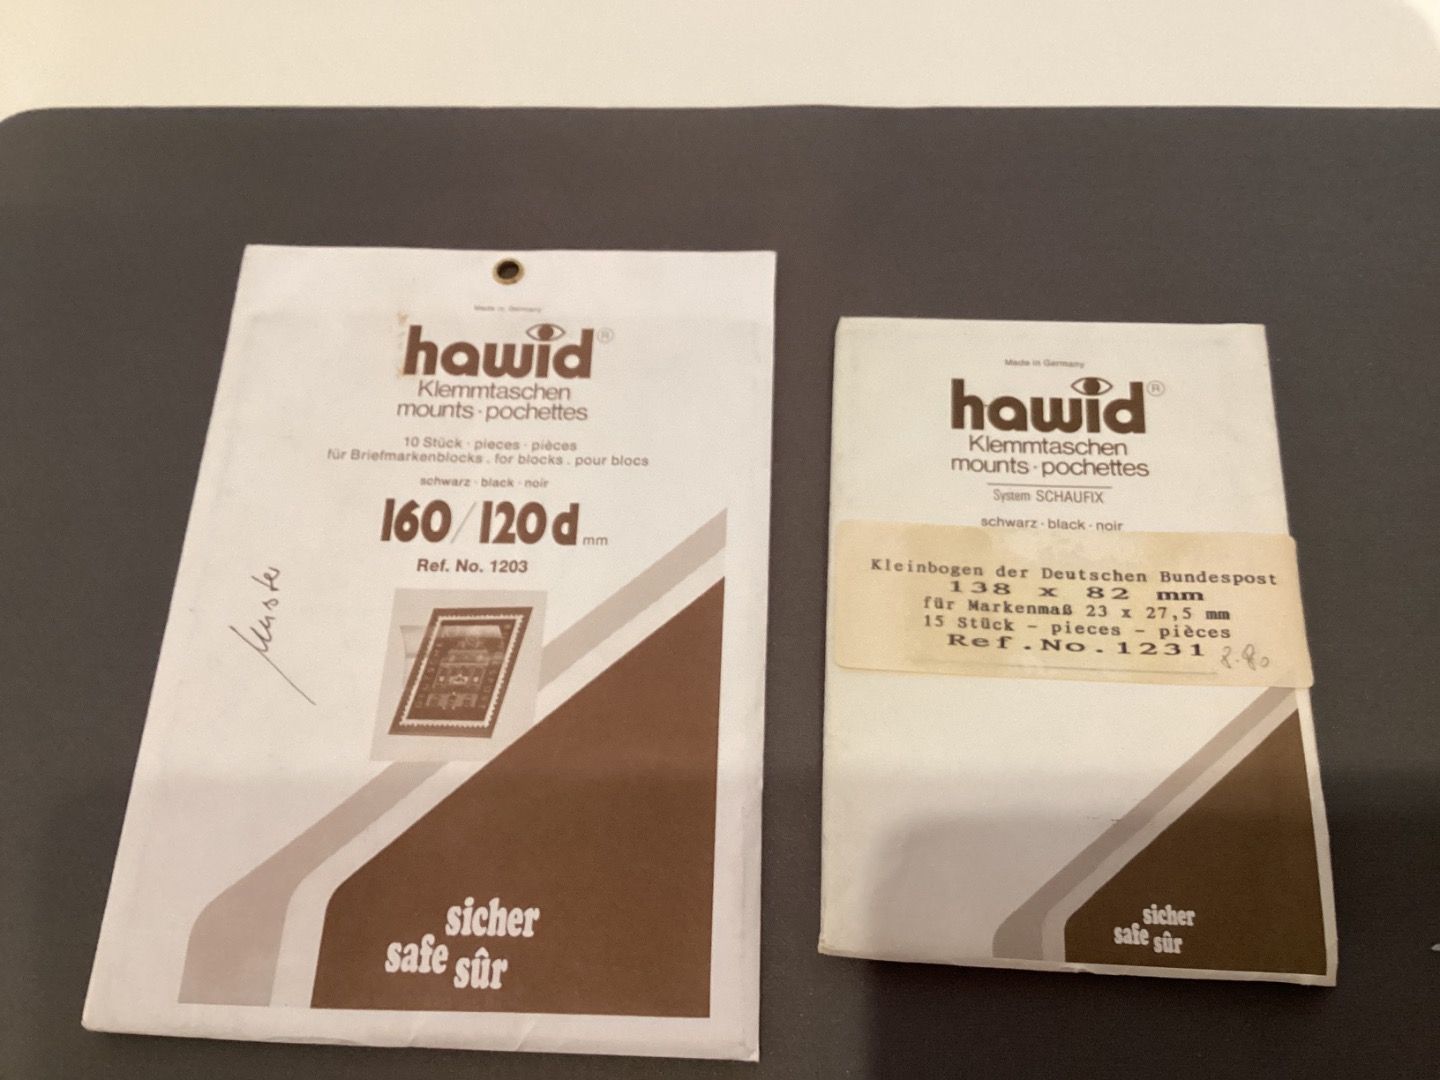 Made in Germany
hawid®
Klemmtaschen
mounts · pochettes
10 Stück · pieces · pièces
für Briefmarkenblocks . for blocks . pour blocs
schwarz · black · noir
160/120 d mm
Ref. No. 1203
Muster
sicher
safe sûr
Made in Germany
hawid®
Klemmtaschen
mounts · pochettes
System SCHAUFIX
schwarz · black · noir
Kleinbogen der Deutschen Bundespost
138 x 82 mm
für Markenmaß 23 x 27,5 mm
15 Stück - pieces - pièces
Ref.No.1231
sicher
safe sûr